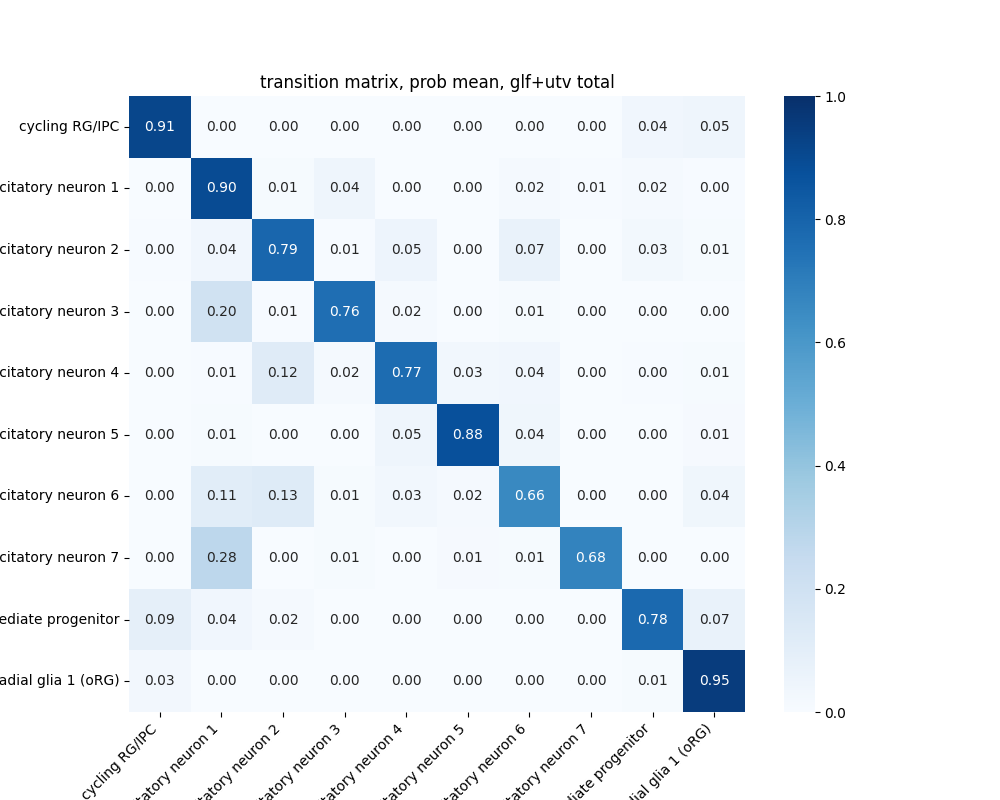 transition matrix, prob mean, glf+utv total
cycling RG/IPC 0.91 0.00 0.00 0.00 0.00 0.00 0.00 0.00 0.04 0.05
citatory neuron 1 0.00 0.90 0.01 0.04 0.00 0.00 0.02 0.01 0.02 0.00
citatory neuron 2 0.00 0.04 0.79 0.01 0.05 0.00 0.07 0.00 0.03 0.01
citatory neuron 3 0.00 0.20 0.01 0.76 0.02 0.00 0.01 0.00 0.00 0.00
citatory neuron 4 0.00 0.01 0.12 0.02 0.77 0.03 0.04 0.00 0.00 0.01
citatory neuron 5 0.00 0.01 0.00 0.00 0.05 0.88 0.04 0.00 0.00 0.01
citatory neuron 6 0.00 0.11 0.13 0.01 0.03 0.02 0.66 0.00 0.00 0.04
citatory neuron 7 0.00 0.28 0.00 0.01 0.00 0.01 0.01 0.68 0.00 0.00
ediate progenitor 0.09 0.04 0.02 0.00 0.00 0.00 0.00 0.00 0.78 0.07
adial glia 1 (oRG) 0.03 0.00 0.00 0.00 0.00 0.00 0.00 0.00 0.01 0.95
cycling RG/IPC
tatory neuron 1
tatory neuron 2
tatory neuron 3
tatory neuron 4
tatory neuron 5
tatory neuron 6
tatory neuron 7
diate progenitor
dial glia 1 (oRG)
1.0
0.8
0.6
0.4
0.2
0.0